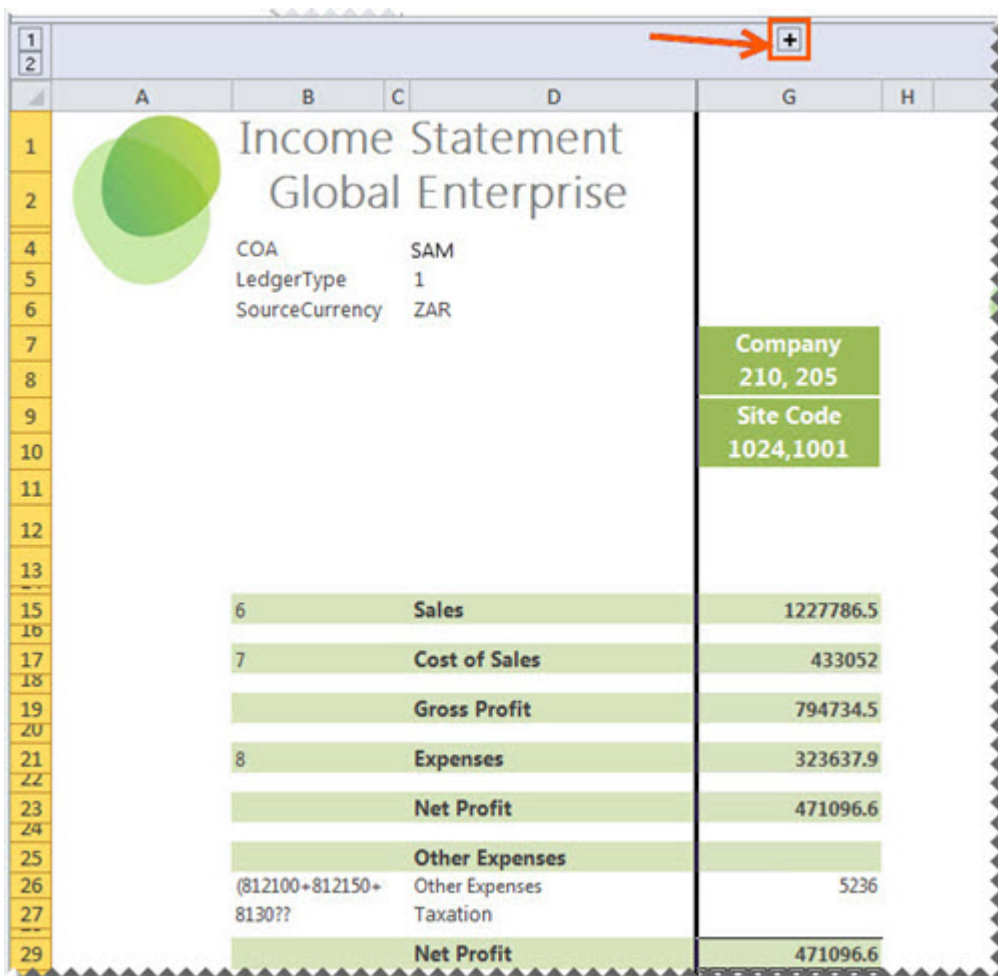 1
2
+
A B C D G H
1 Income Statement
2 Global Enterprise
4 COA SAM
5 LedgerType 1
6 SourceCurrency ZAR
7 Company
8 210, 205
9 Site Code
10 1024,1001
11
12
13
15 6 Sales 1227786.5
16
17 7 Cost of Sales 433052
18
19 Gross Profit 794734.5
20
21 8 Expenses 323637.9
22
23 Net Profit 471096.6
24
25 Other Expenses
26 (812100+812150+ Other Expenses 5236
27 8130?? Taxation
29 Net Profit 471096.6